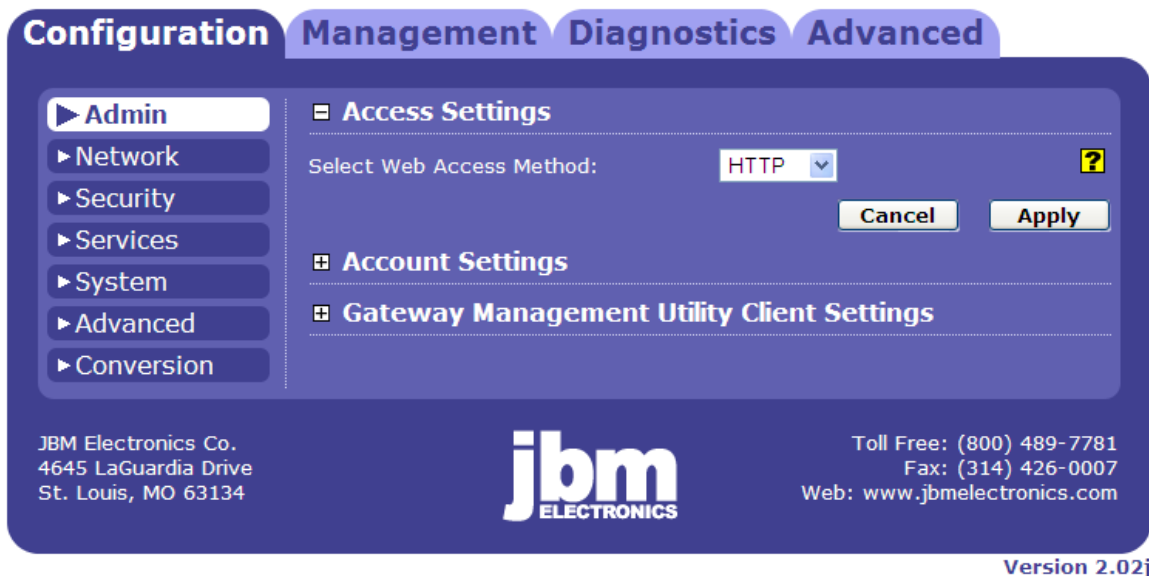 Configuration Management Diagnostics Advanced
Admin
Network
Security
Services
System
Advanced
Conversion
Access Settings
Select Web Access Method: HTTP ?
Cancel Apply
Account Settings
Gateway Management Utility Client Settings
JBM Electronics Co.
4645 LaGuardia Drive
St. Louis, MO 63134
jbm
ELECTRONICS
Toll Free: (800) 489-7781
Fax: (314) 426-0007
Web: www.jbmelectronics.com
Version 2.02j